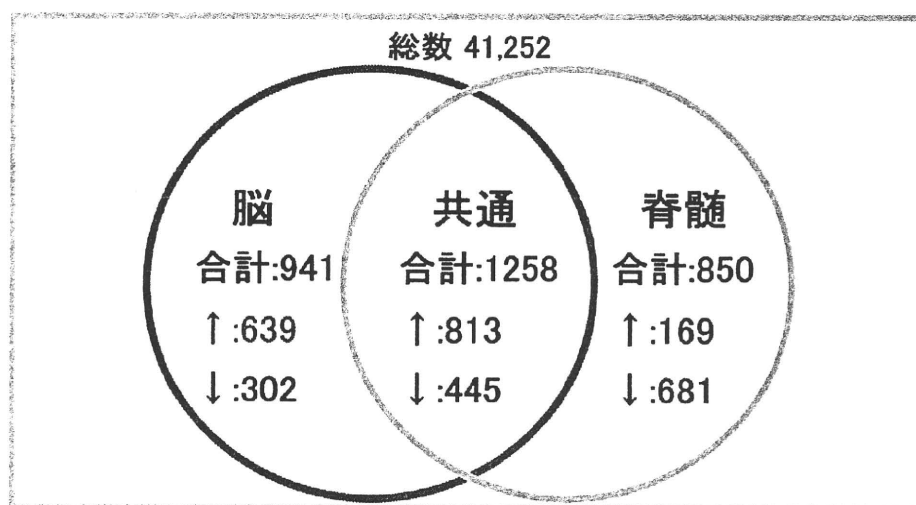 総数 41,252
脳
合計:941
↑:639
↓:302
共通
合計:1258
↑:813
↓:445
脊髄
合計:850
↑:169
↓:681